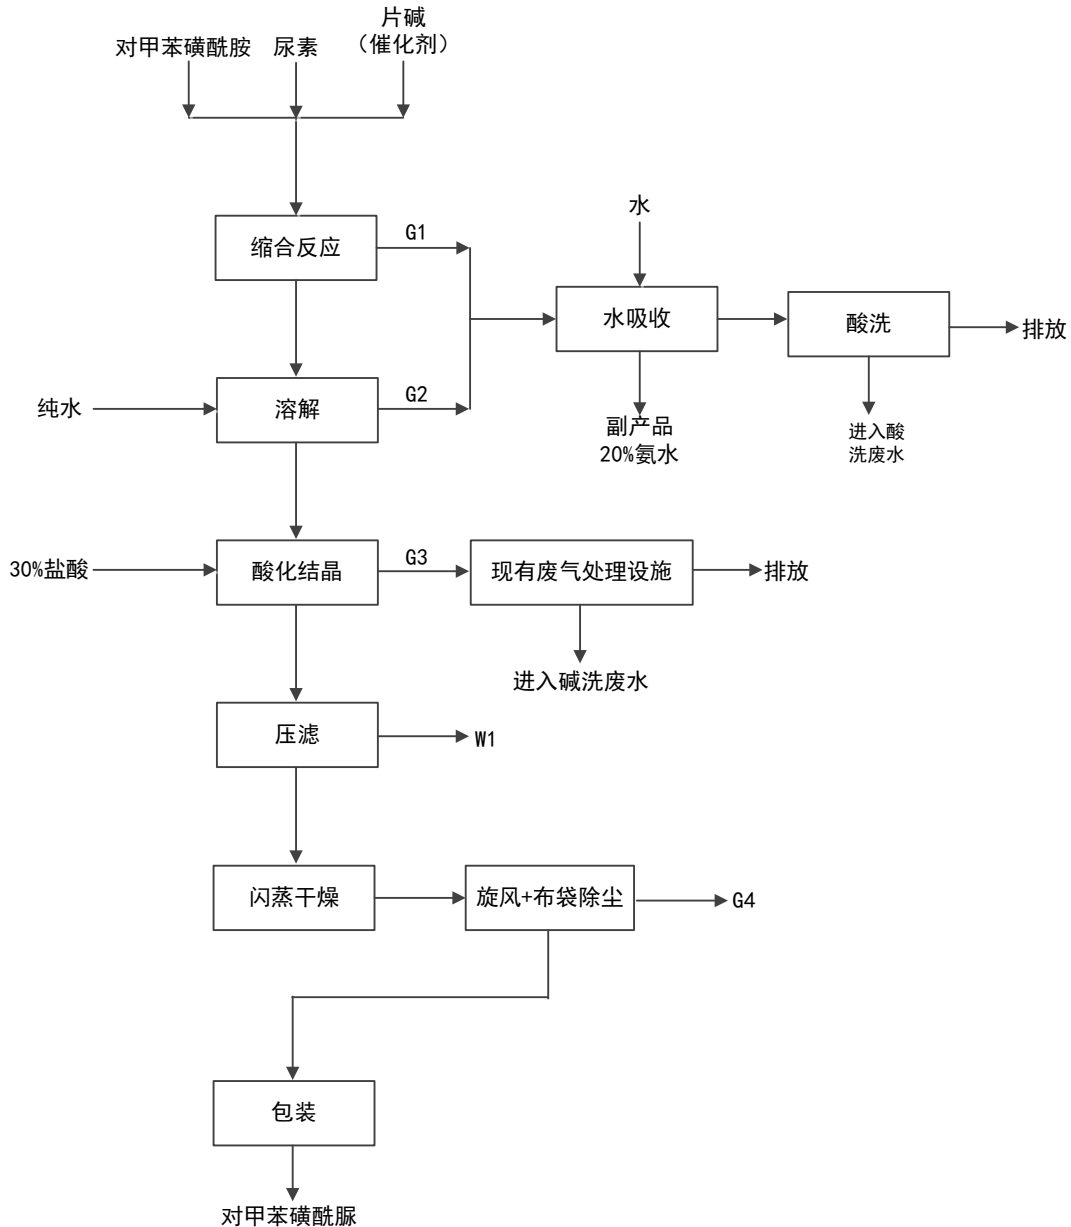 片碱
对甲苯磺酰胺 尿素 （催化剂）
水
缩合反应 G1
水吸收 酸洗 排放
纯水 溶解 G2
副产品
20%氨水
进入酸
洗废水
30%盐酸 酸化结晶 G3 现有废气处理设施 排放
进入碱洗废水
压滤 W1
闪蒸干燥 旋风+布袋除尘 G4
包装
对甲苯磺酰脲